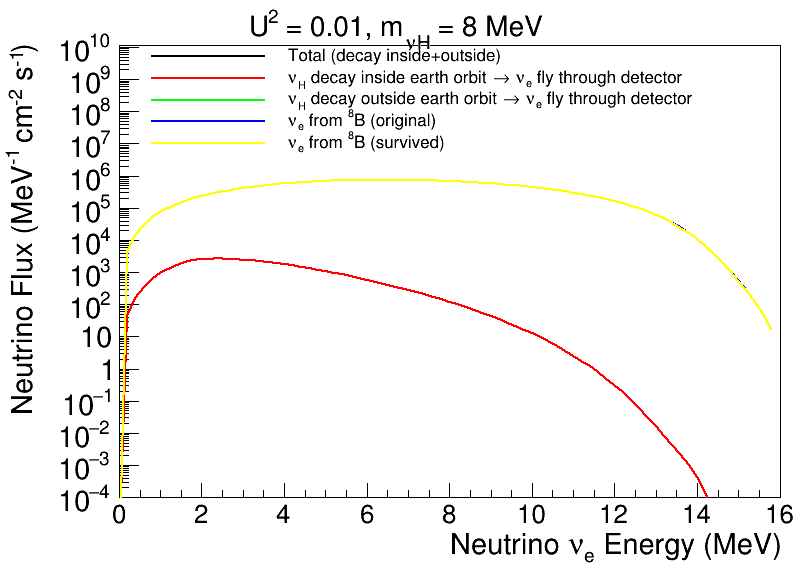 U² = 0.01, m_νH = 8 MeV
Neutrino Flux (MeV⁻¹ cm⁻² s⁻¹)
10¹⁰
10⁹
10⁸
10⁷
10⁶
10⁵
10⁴
10³
10²
10
1
10⁻¹
10⁻²
10⁻³
10⁻⁴
Total (decay inside+outside)
ν_H decay inside earth orbit → ν_e fly through detector
ν_H decay outside earth orbit → ν_e fly through detector
ν_e from ⁸B (original)
ν_e from ⁸B (survived)
0 2 4 6 8 10 12 14 16
Neutrino ν_e Energy (MeV)